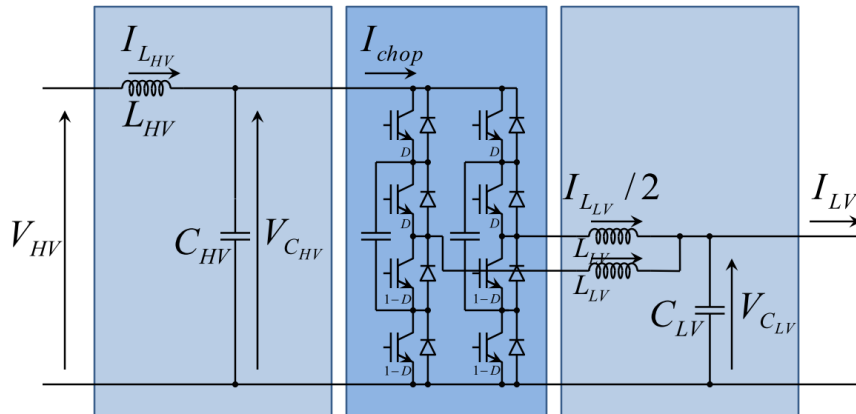 I_{L_{HV}}
L_{HV}
V_{HV}
C_{HV}
V_{C_{HV}}
I_{chop}
D
D
D
D
1-D
1-D
1-D
1-D
I_{L_{LV}}/2
L_{LV}
L_{LV}
I_{LV}
C_{LV}
V_{C_{LV}}